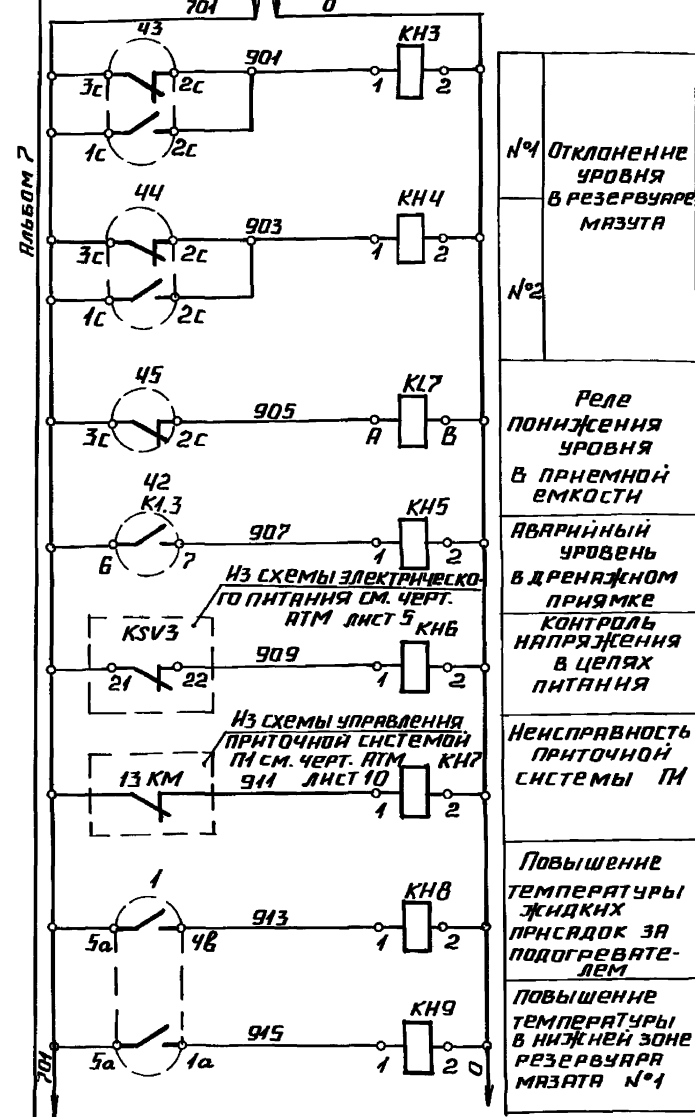 701 0
43
901
КН3
3с 2с
1 2
1с 2с
Альбом 7
№1
Отклонение
уровня
в резервуаре
мазута
44
903
КН4
3с 2с
1 2
1с 2с
№2
45
905
KL7
3с 2с
А В
Реле
понижения
уровня
в приемной
емкости
42
К1.3
907
КН5
6 7
1 2
Аварийный
уровень
в дренажном
приямке
Из схемы электрическо-
го питания см. черт.
АТМ лист 5
KSV3
909
КН6
21 22
1 2
Контроль
напряжения
в цепях
питания
Из схемы управления
приточной системой
П1 см. черт. АТМ
лист 10
13 КМ
911
КН7
1 2
Неисправность
приточной
системы П1
1
913
КН8
5а 4в
1 2
Повышение
температуры
жидких
присадок за
подогревате-
лем
915
КН9
5а 1а
1 2
Повышение
температуры
в нижней зоне
резервуара
мазата №1
701 0